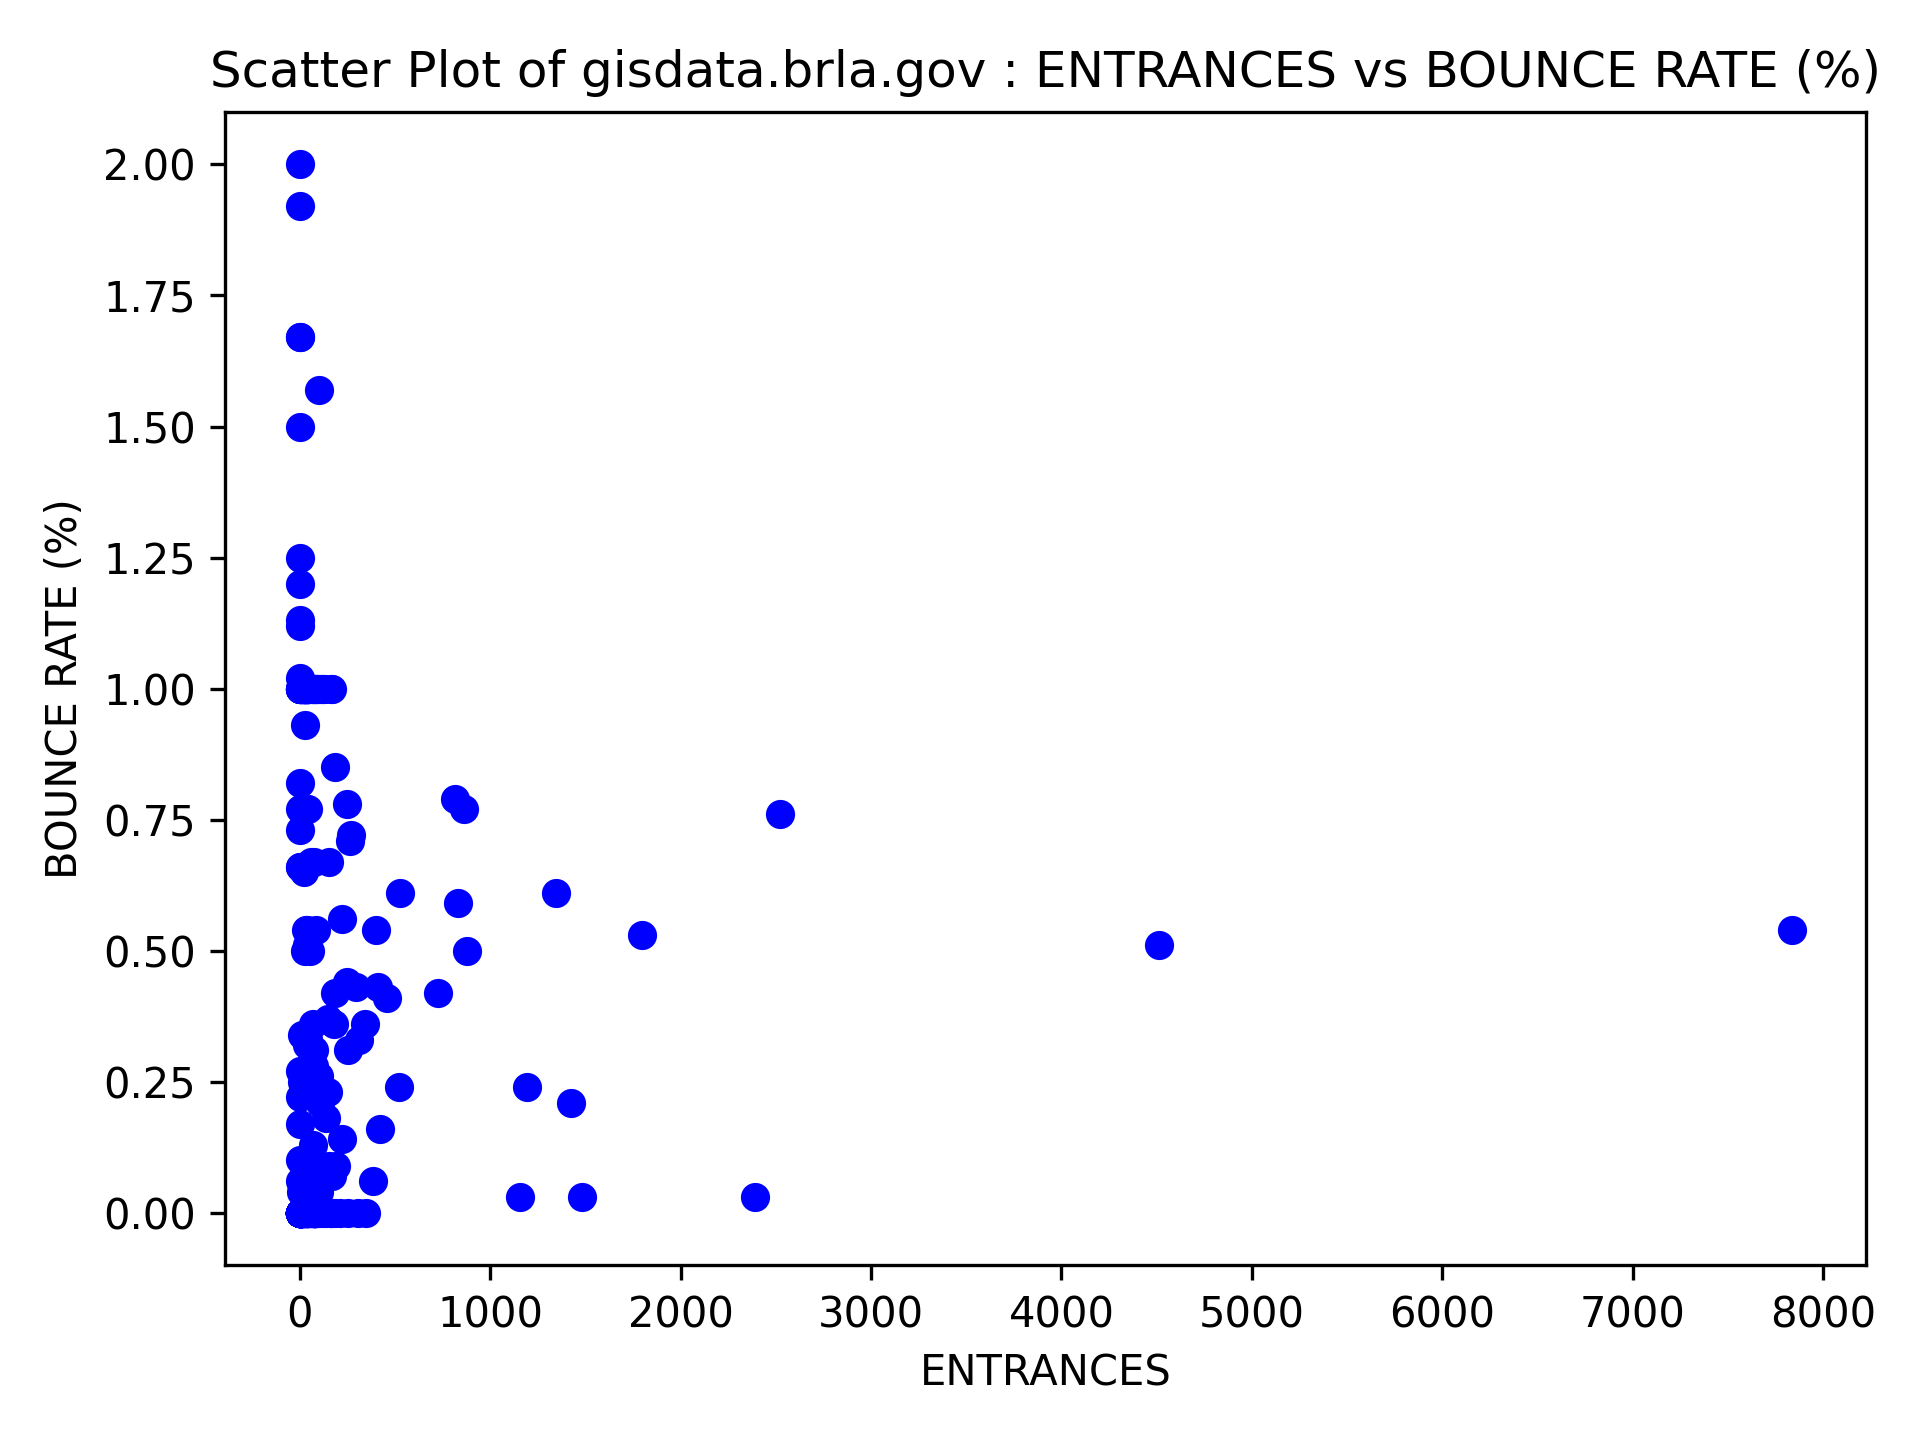 Scatter Plot of gisdata.brla.gov : ENTRANCES vs BOUNCE RATE (%)
BOUNCE RATE (%)
2.00
1.75
1.50
1.25
1.00
0.75
0.50
0.25
0.00
0 1000 2000 3000 4000 5000 6000 7000 8000
ENTRANCES